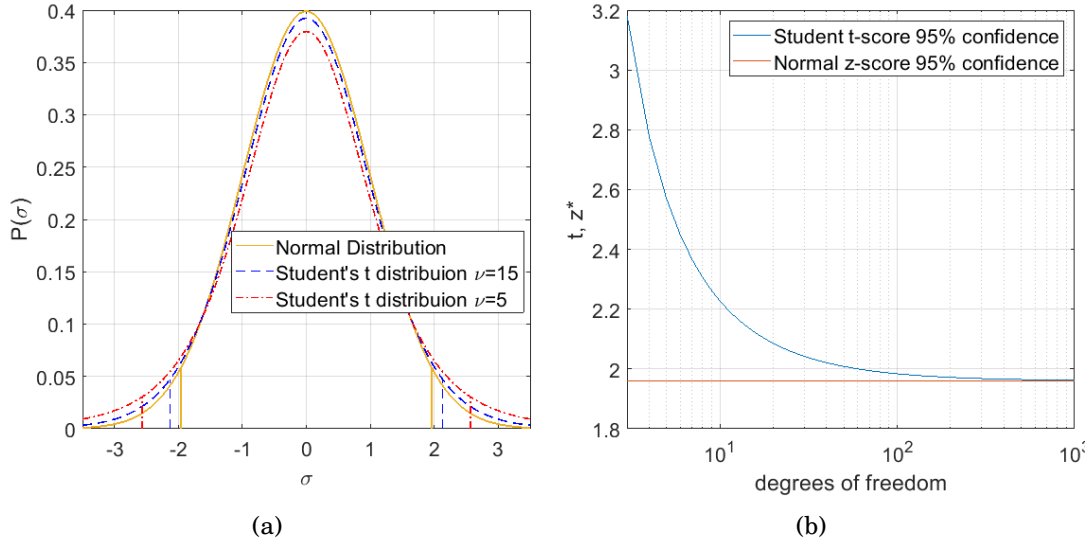 0.4
0.35
0.3
0.25
0.2
0.15
0.1
0.05
0
P(σ)
Normal Distribution
Student's t distribuion ν=15
Student's t distribuion ν=5
-3 -2 -1 0 1 2 3
σ
(a)
3.2
3
2.8
2.6
2.4
2.2
2
1.8
t, z*
Student t-score 95% confidence
Normal z-score 95% confidence
10¹ 10² 10³
degrees of freedom
(b)